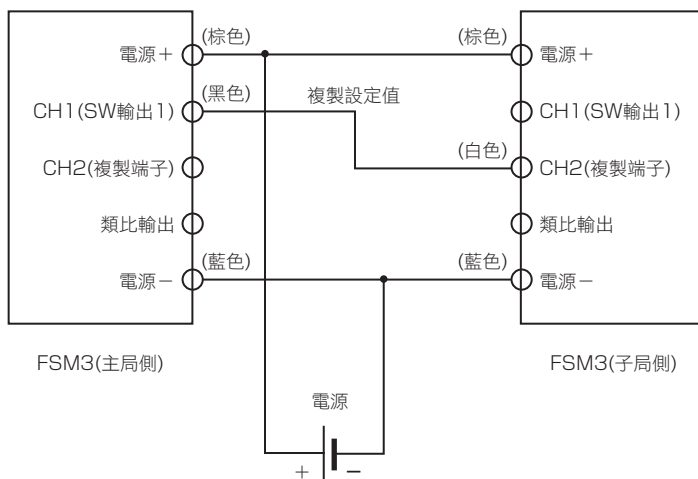 (棕色)
(棕色)
電源＋
電源＋
(黑色)
複製設定值
CH1(SW輸出1)
CH1(SW輸出1)
(白色)
CH2(複製端子)
CH2(複製端子)
類比輸出
類比輸出
(藍色)
(藍色)
電源－
電源－
FSM3(主局側)
FSM3(子局側)
電源
＋
－